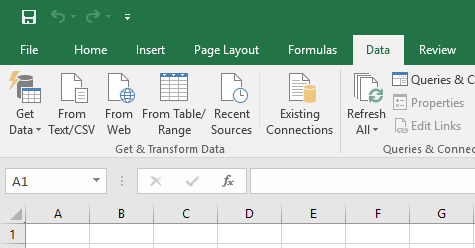 File Home Insert Page Layout Formulas Data Review
Get Data
From Text/CSV
From Web
From Table/ Range
Recent Sources
Existing Connections
Refresh All
Queries & C
Properties
Edit Links
Get & Transform Data
Queries & Connec
A1 fx
A B C D E F G
1